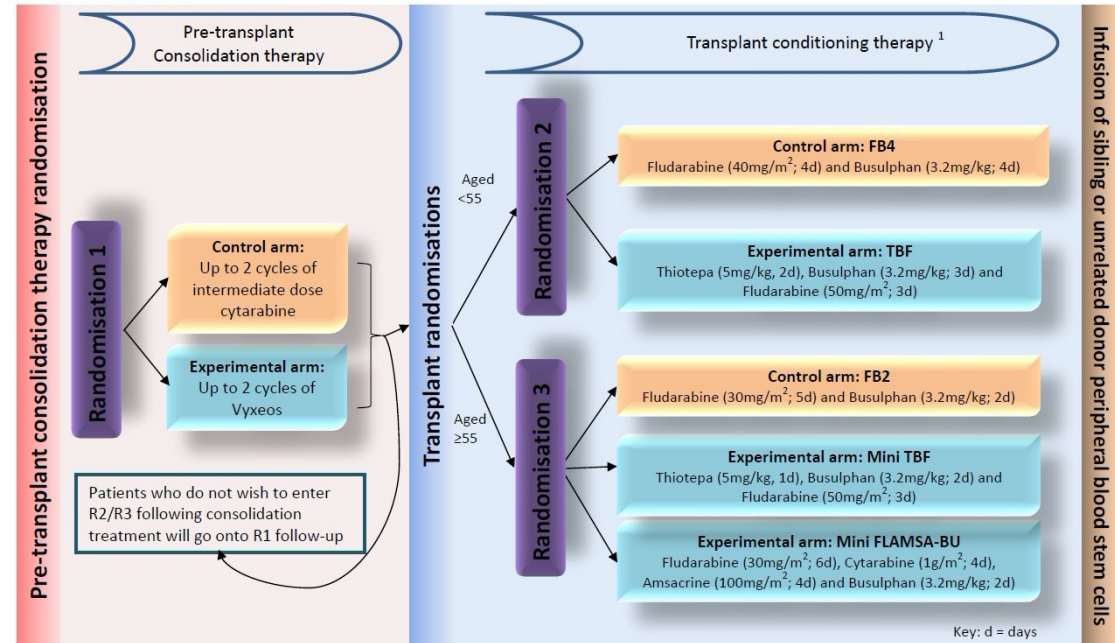 Pre-transplant consolidation therapy randomisation
Pre-transplant
Consolidation therapy
Randomisation 1
Control arm:
Up to 2 cycles of
intermediate dose
cytarabine
Experimental arm:
Up to 2 cycles of
Vyxeos
Patients who do not wish to enter
R2/R3 following consolidation
treatment will go onto R1 follow-up
Transplant randomisations
Transplant conditioning therapy ¹
Aged
<55
Randomisation 2
Control arm: FB4
Fludarabine (40mg/m²; 4d) and Busulphan (3.2mg/kg; 4d)
Experimental arm: TBF
Thiotepa (5mg/kg, 2d), Busulphan (3.2mg/kg; 3d) and
Fludarabine (50mg/m²; 3d)
Aged
≥55
Randomisation 3
Control arm: FB2
Fludarabine (30mg/m²; 5d) and Busulphan (3.2mg/kg; 2d)
Experimental arm: Mini TBF
Thiotepa (5mg/kg, 1d), Busulphan (3.2mg/kg; 2d) and
Fludarabine (50mg/m²; 3d)
Experimental arm: Mini FLAMSA-BU
Fludarabine (30mg/m²; 6d), Cytarabine (1g/m²; 4d),
Amsacrine (100mg/m²; 4d) and Busulphan (3.2mg/kg; 2d)
Key: d = days
Infusion of sibling or unrelated donor peripheral blood stem cells